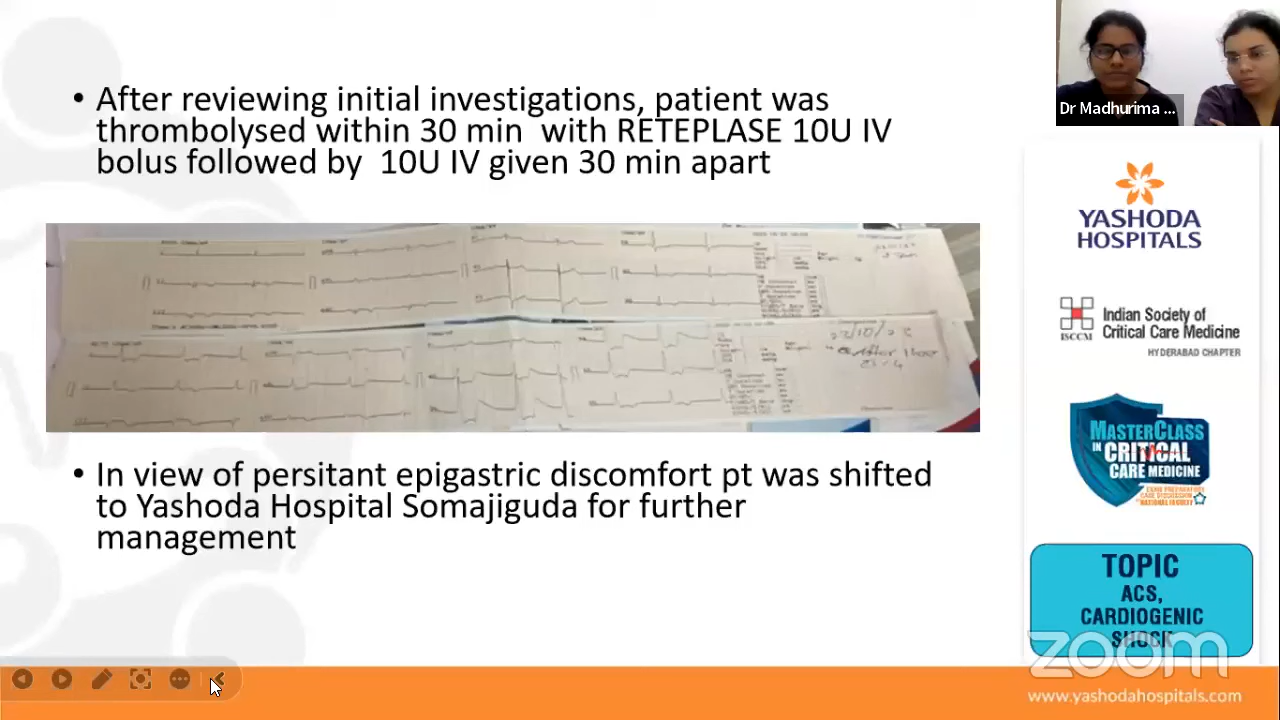 • After reviewing initial investigations, patient was
thrombolysed within 30 min with RETEPLASE 10U IV
bolus followed by 10U IV given 30 min apart
• In view of persitant epigastric discomfort pt was shifted
to Yashoda Hospital Somajiguda for further
management
Dr Madhurima ...
YASHODA
HOSPITALS
ISCCM
Indian Society of
Critical Care Medicine
HYDERABAD CHAPTER
MASTERCLASS
IN CRITICAL
CARE MEDICINE
TOPIC
ACS,
CARDIOGENIC
SHOCK
zoom
www.yashodahospitals.com